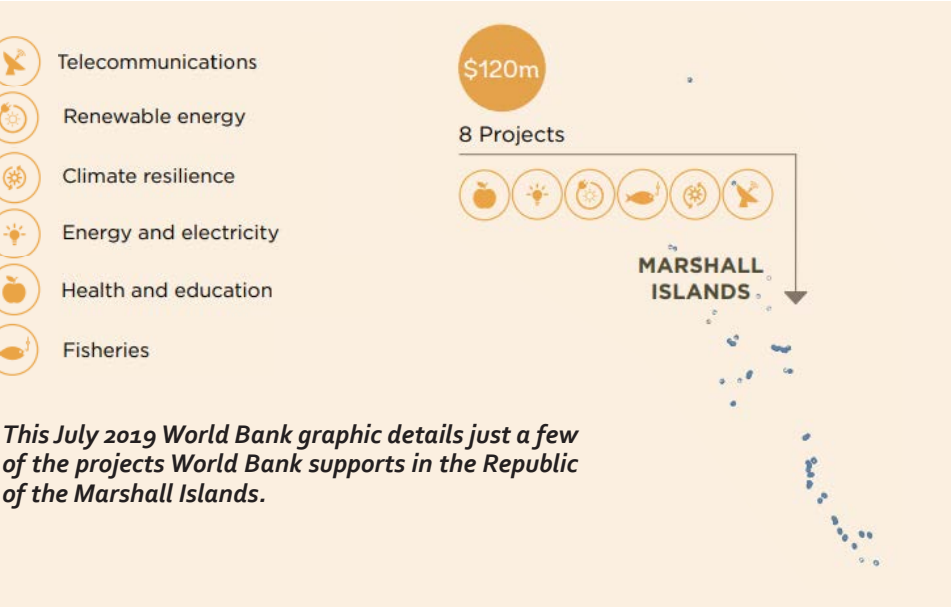 Telecommunications
Renewable energy
Climate resilience
Energy and electricity
Health and education
Fisheries
$120m
8 Projects
MARSHALL
ISLANDS
This July 2019 World Bank graphic details just a few
of the projects World Bank supports in the Republic
of the Marshall Islands.